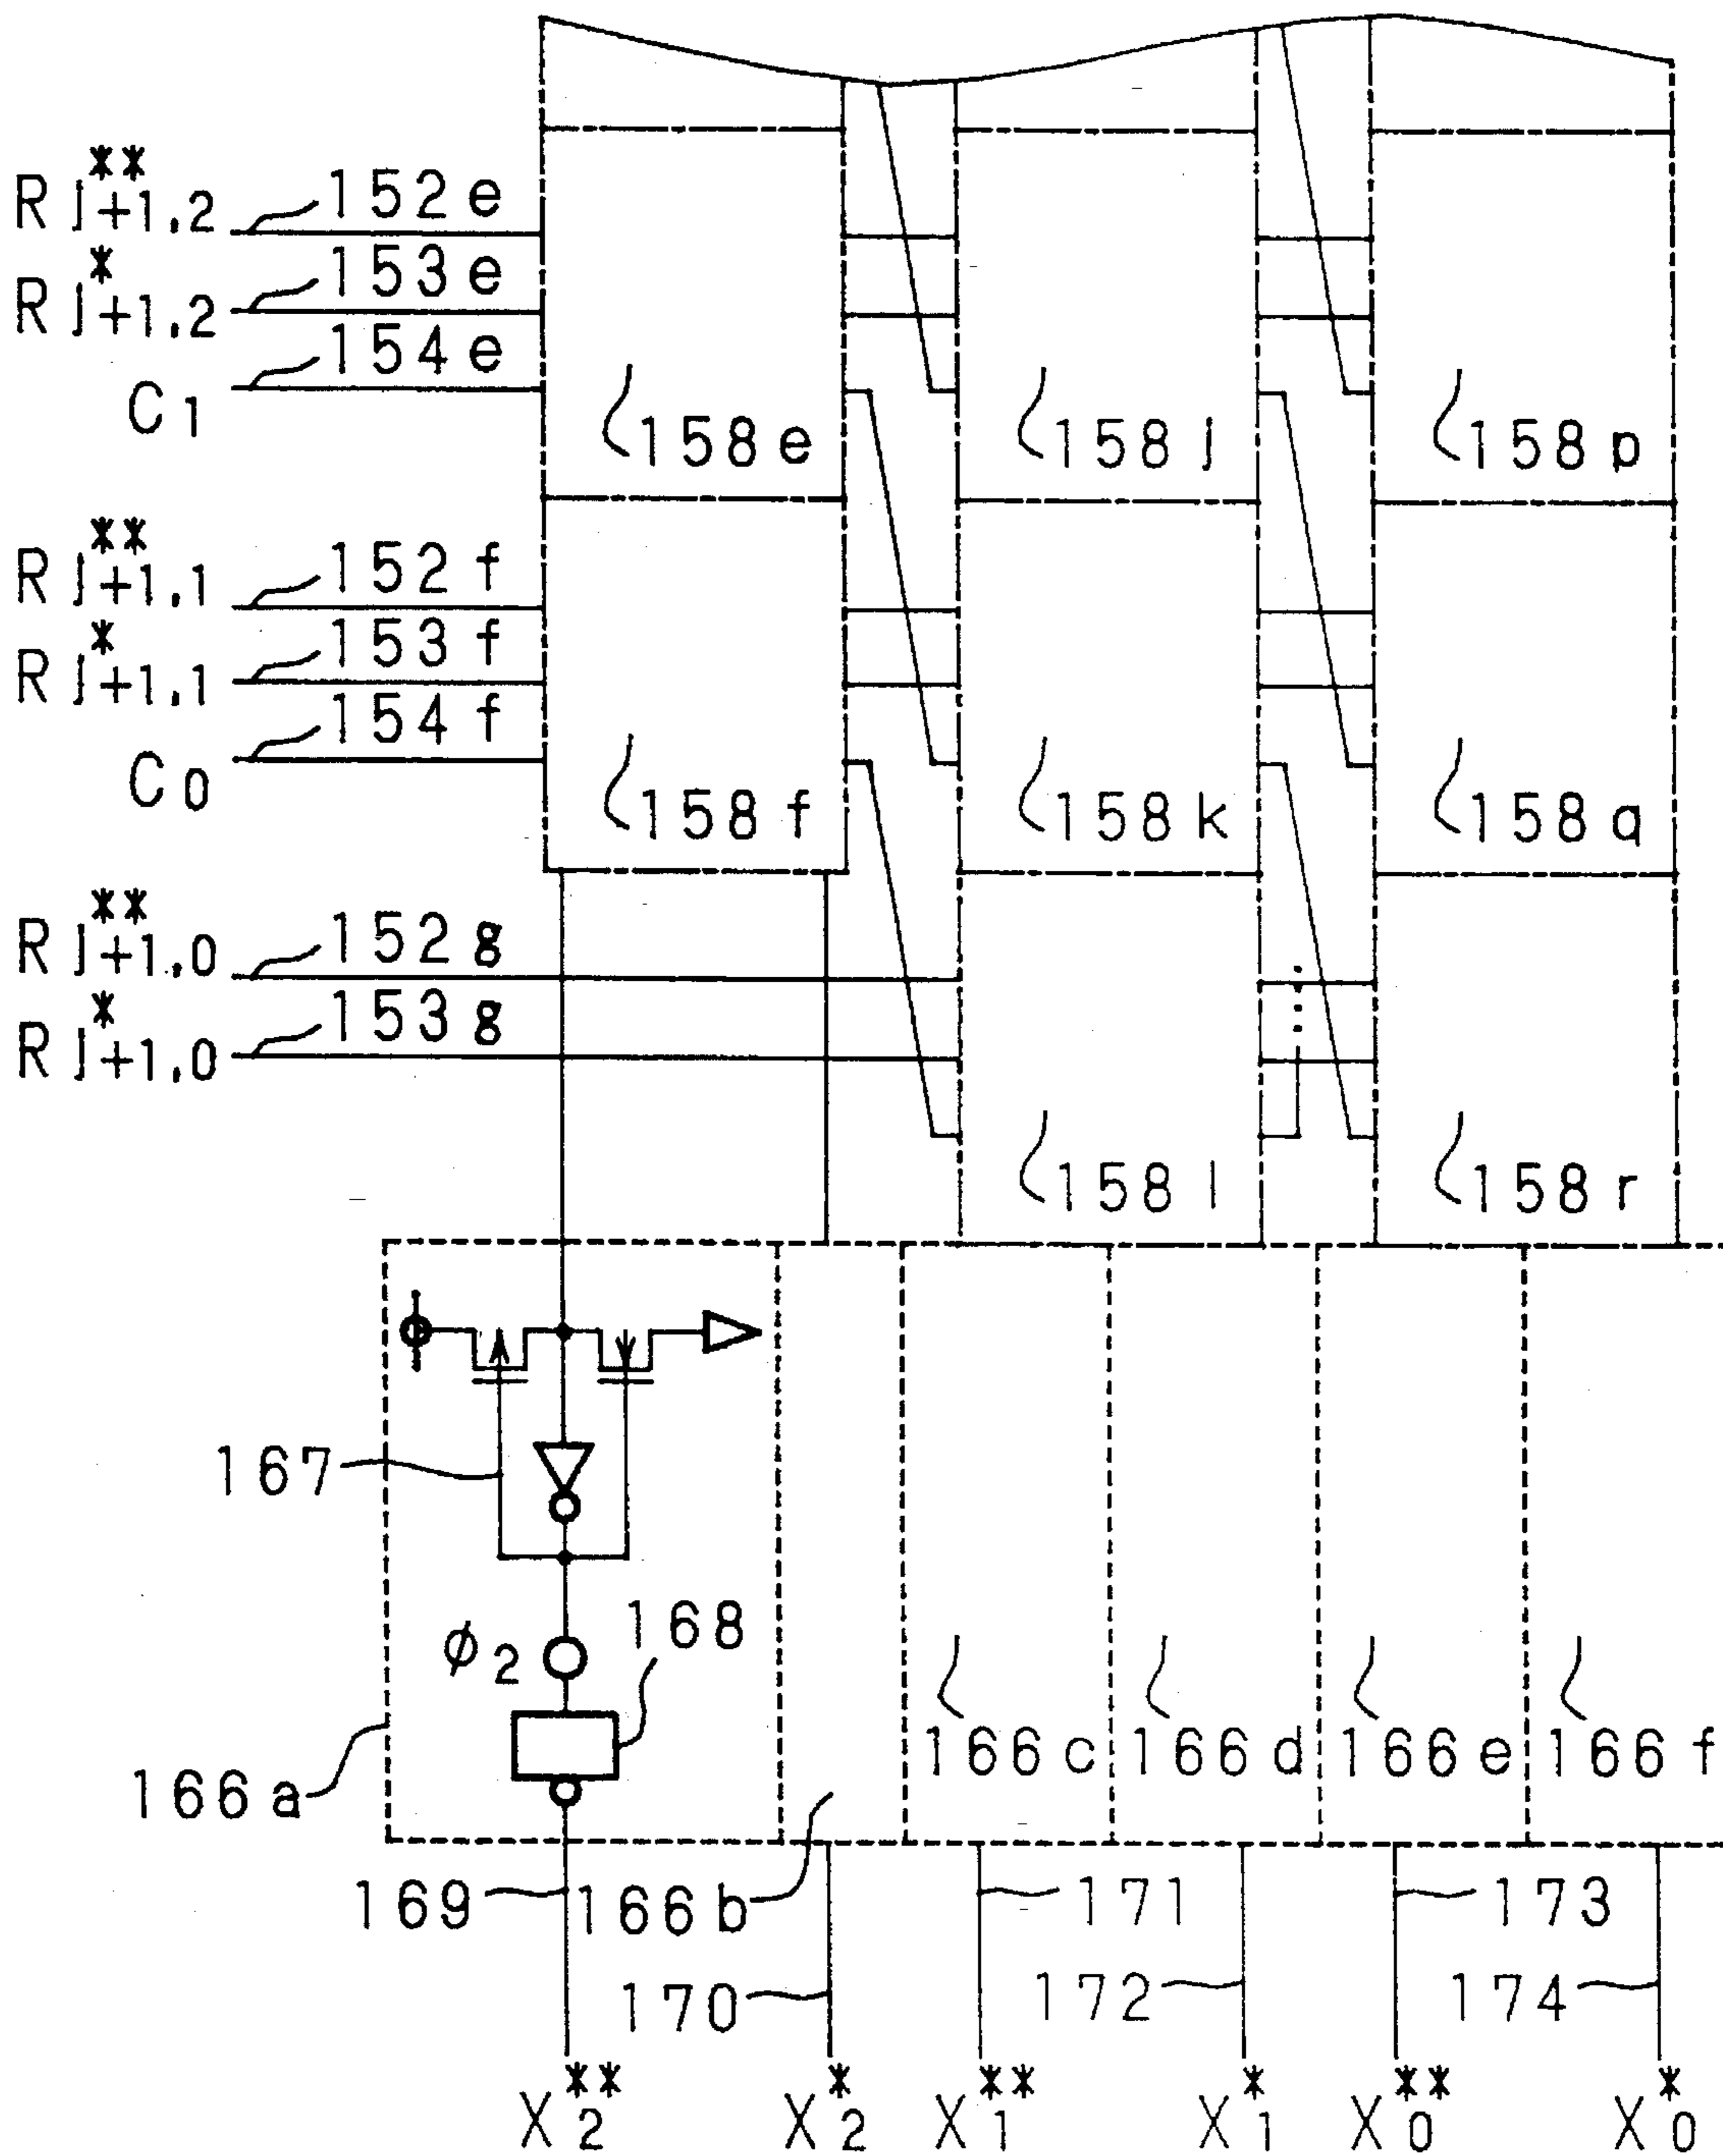 R J+1,2 ** 152e
R J+1,2 * 153e
C1 154e
158e 158j 158p
R J+1,1 ** 152f
R J+1,1 * 153f
C0 154f
158f 158k 158q
R J+1,0 ** 152g
R J+1,0 * 153g
158l 158r
167
φ2 168
166a 166c 166d 166e 166f
169 166b 171 173
170 172 174
X2** X2* X1** X1* X0** X0*